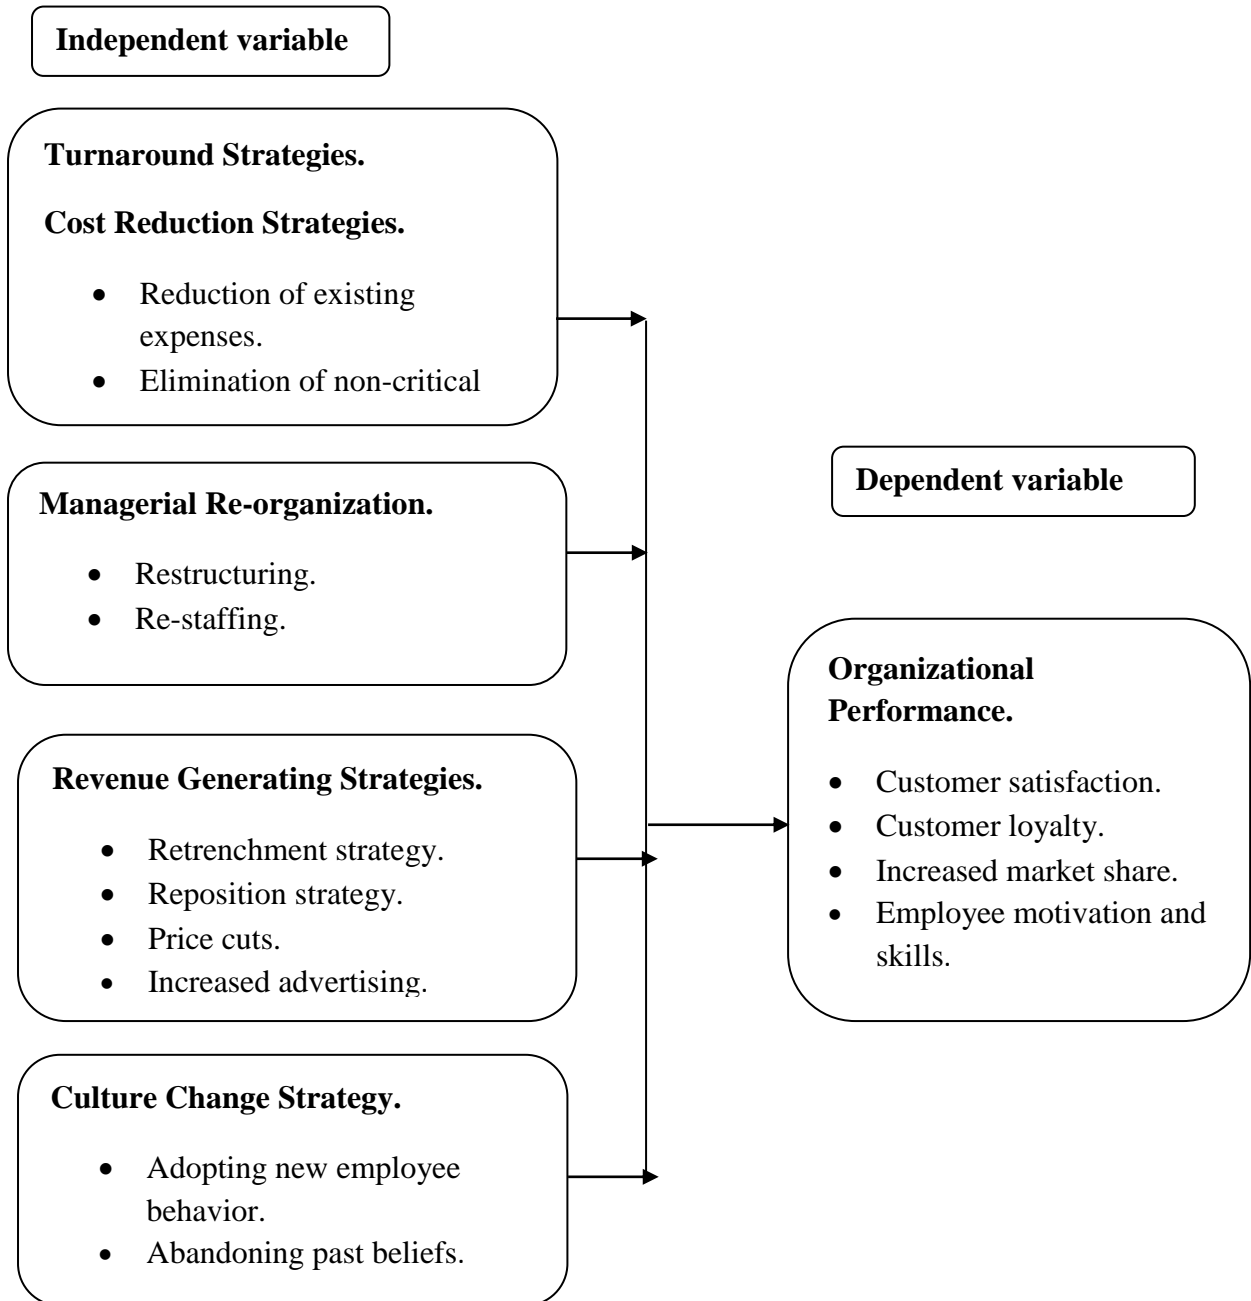 Independent variable
Turnaround Strategies.
Cost Reduction Strategies.
• Reduction of existing
expenses.
• Elimination of non-critical
Managerial Re-organization.
• Restructuring.
• Re-staffing.
Revenue Generating Strategies.
• Retrenchment strategy.
• Reposition strategy.
• Price cuts.
• Increased advertising.
Culture Change Strategy.
• Adopting new employee
behavior.
• Abandoning past beliefs.
Dependent variable
Organizational
Performance.
• Customer satisfaction.
• Customer loyalty.
• Increased market share.
• Employee motivation and
skills.